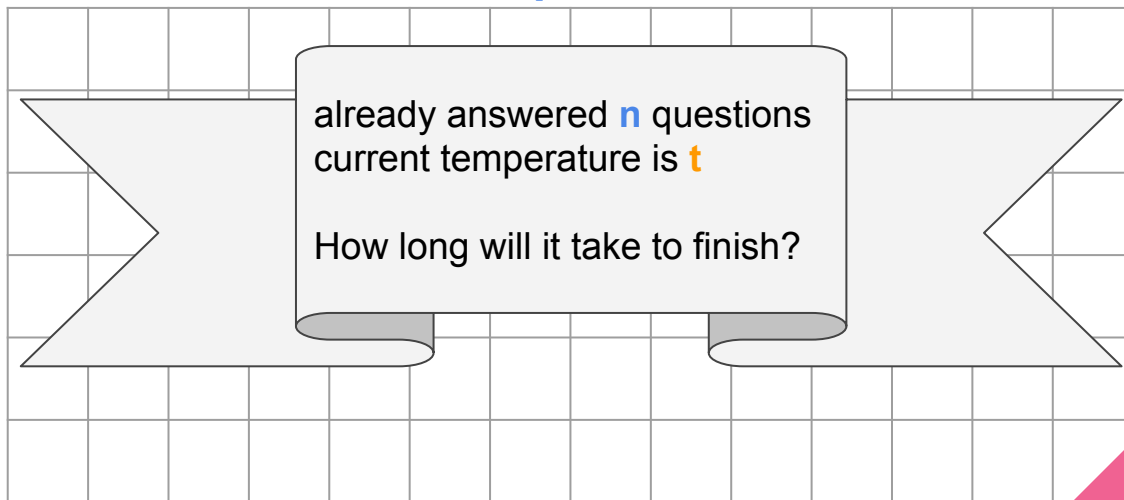 already answered n questions
current temperature is t
How long will it take to finish?